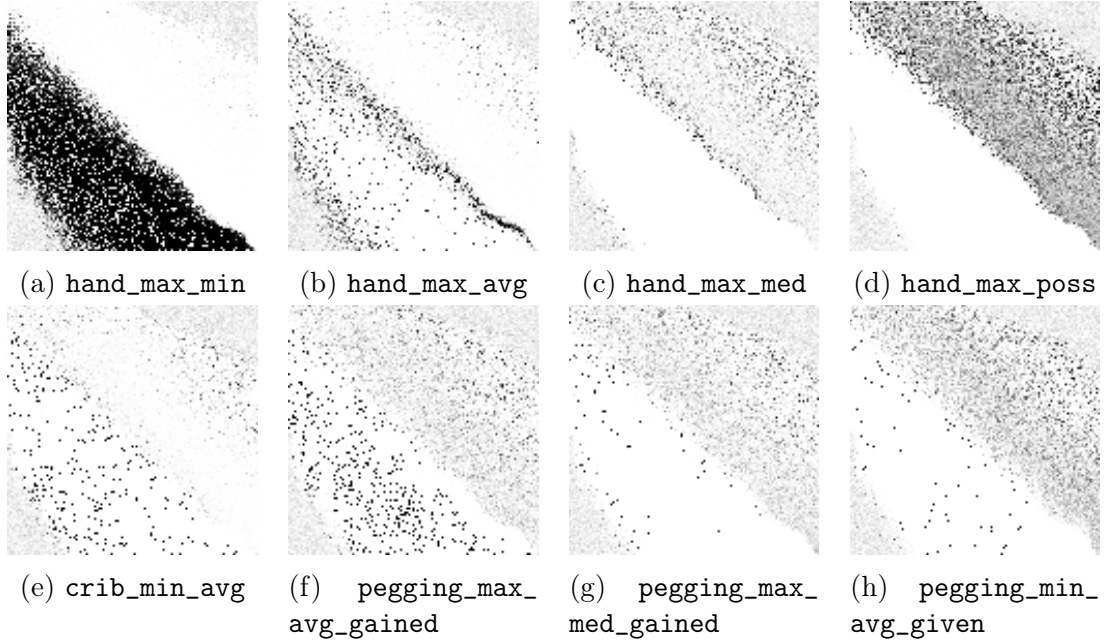 (a) hand_max_min (b) hand_max_avg (c) hand_max_med (d) hand_max_poss
(e) crib_min_avg (f) pegging_max_ (g) pegging_max_ (h) pegging_min_
avg_gained med_gained avg_given